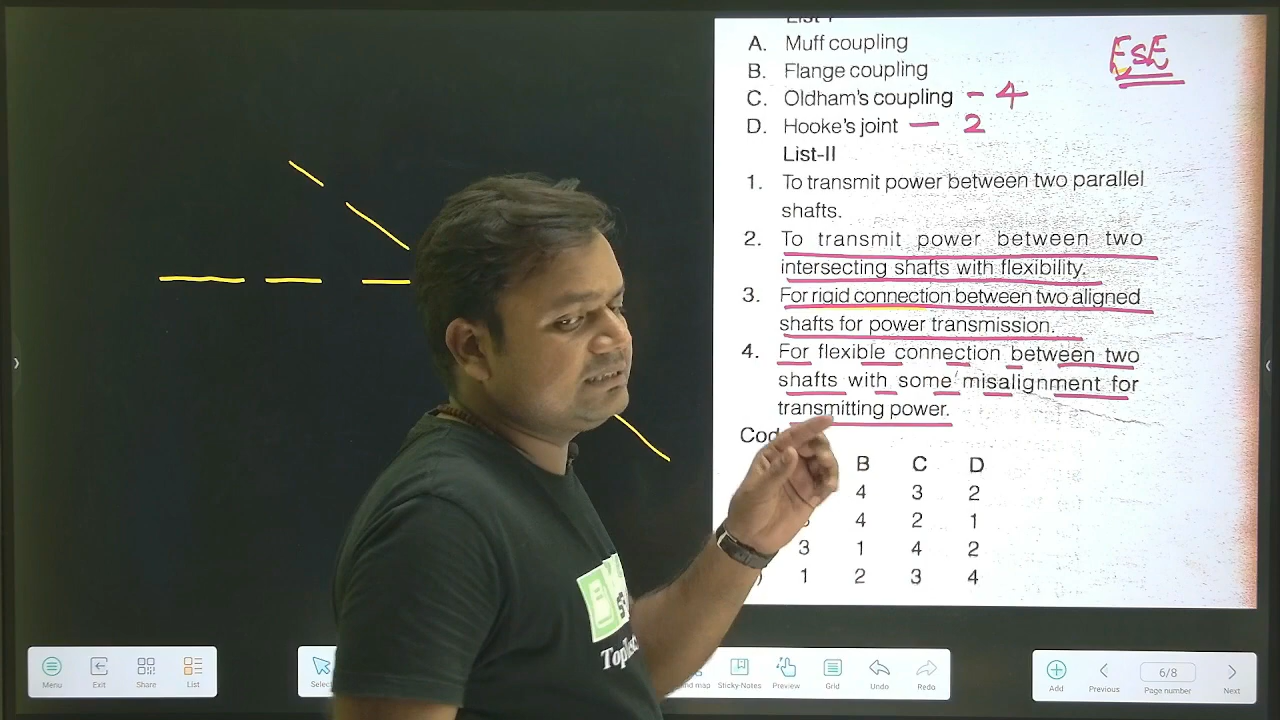 List-I
A. Muff coupling
B. Flange coupling
C. Oldham's coupling - 4
D. Hooke's joint - 2
ESE
List-II
1. To transmit power between two parallel
shafts.
2. To transmit power between two
intersecting shafts with flexibility.
3. For rigid connection between two aligned
shafts for power transmission.
4. For flexible connection between two
shafts with some misalignment for
transmitting power.
B C D
4 3 2
4 2 1
3 1 4 2
) 1 2 3 4
Menu Exit Share List
Select
Sticky-Notes Preview Grid Undo Redo
Add Previous 6/8 Next
Page number